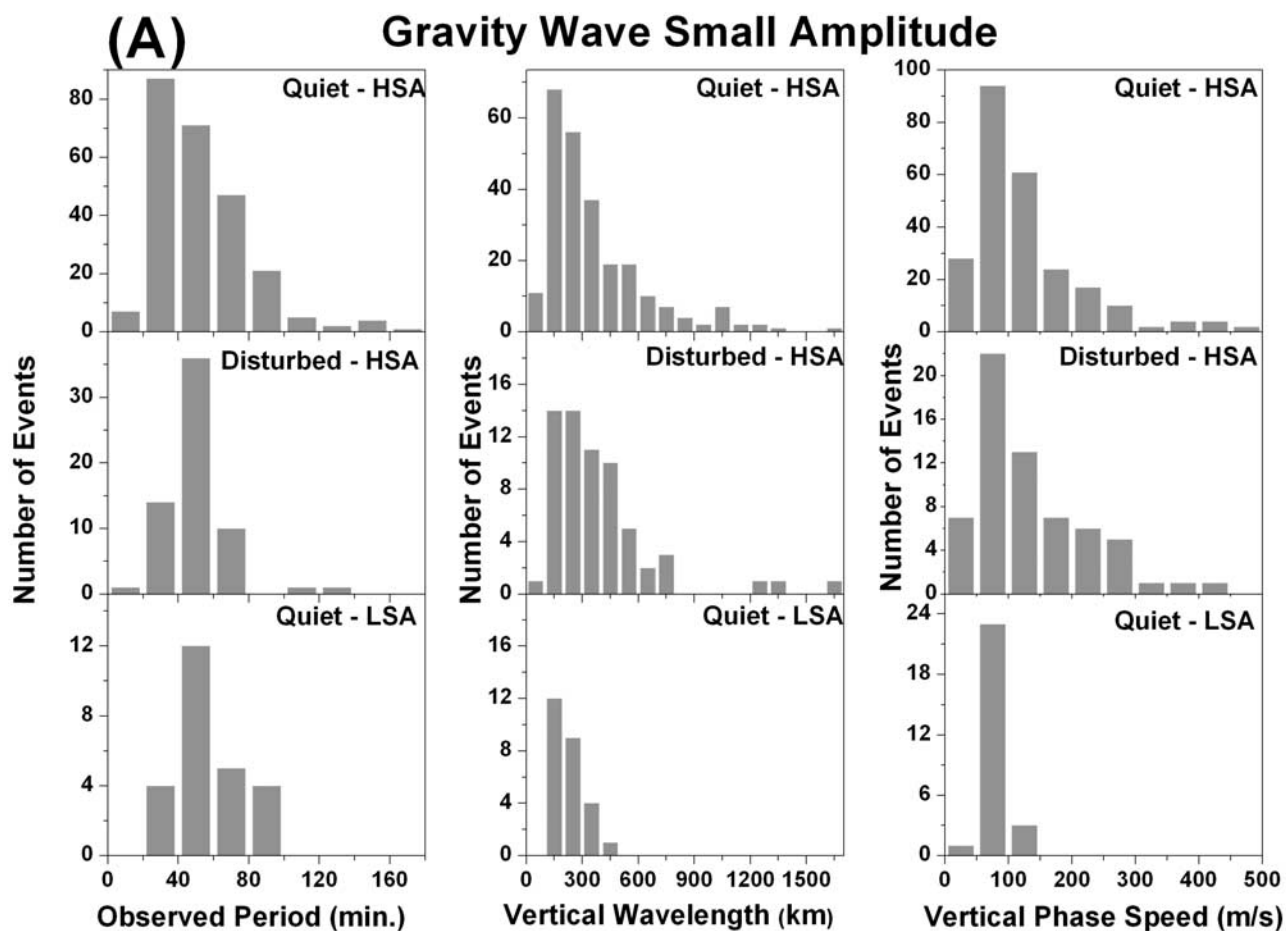 (A) Gravity Wave Small Amplitude
Quiet - HSA
80
60
40
20
0
Disturbed - HSA
30
20
10
0
Quiet - LSA
12
8
4
0
0 40 80 120 160
Number of Events
Observed Period (min.)
Quiet - HSA
60
40
20
0
Disturbed - HSA
16
12
8
4
0
Quiet - LSA
16
12
8
4
0
0 300 600 900 1200 1500
Number of Events
Vertical Wavelength (km)
Quiet - HSA
100
80
60
40
20
0
Disturbed - HSA
20
16
12
8
4
0
Quiet - LSA
24
18
12
6
0
0 100 200 300 400 500
Number of Events
Vertical Phase Speed (m/s)